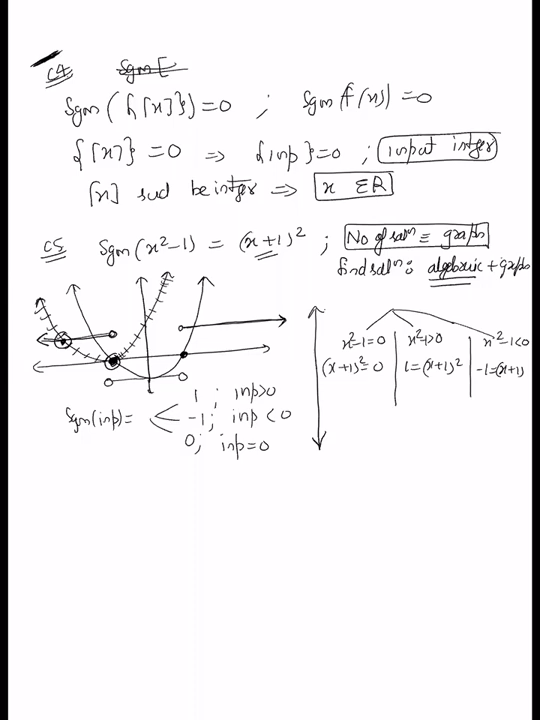 C4 Sgn[
Sgn({[x]})=0 ; Sgn(f(x))=0
{[x]}=0 ⇒ {inp}=0 ; input integer
[x] be integer ⇒ x ∈R
C5 Sgn(x²-1) = (x+1)² ; No of solⁿ ≡ graphs
find solⁿ: algebraic + graphs
x²-1=0 x²-1>0 x²-1<0
(x+1)²=0 1=(x+1)² -1=(x+1)
Sgn(inp)=
1 ; inp>0
-1; inp <0
0; inp=0